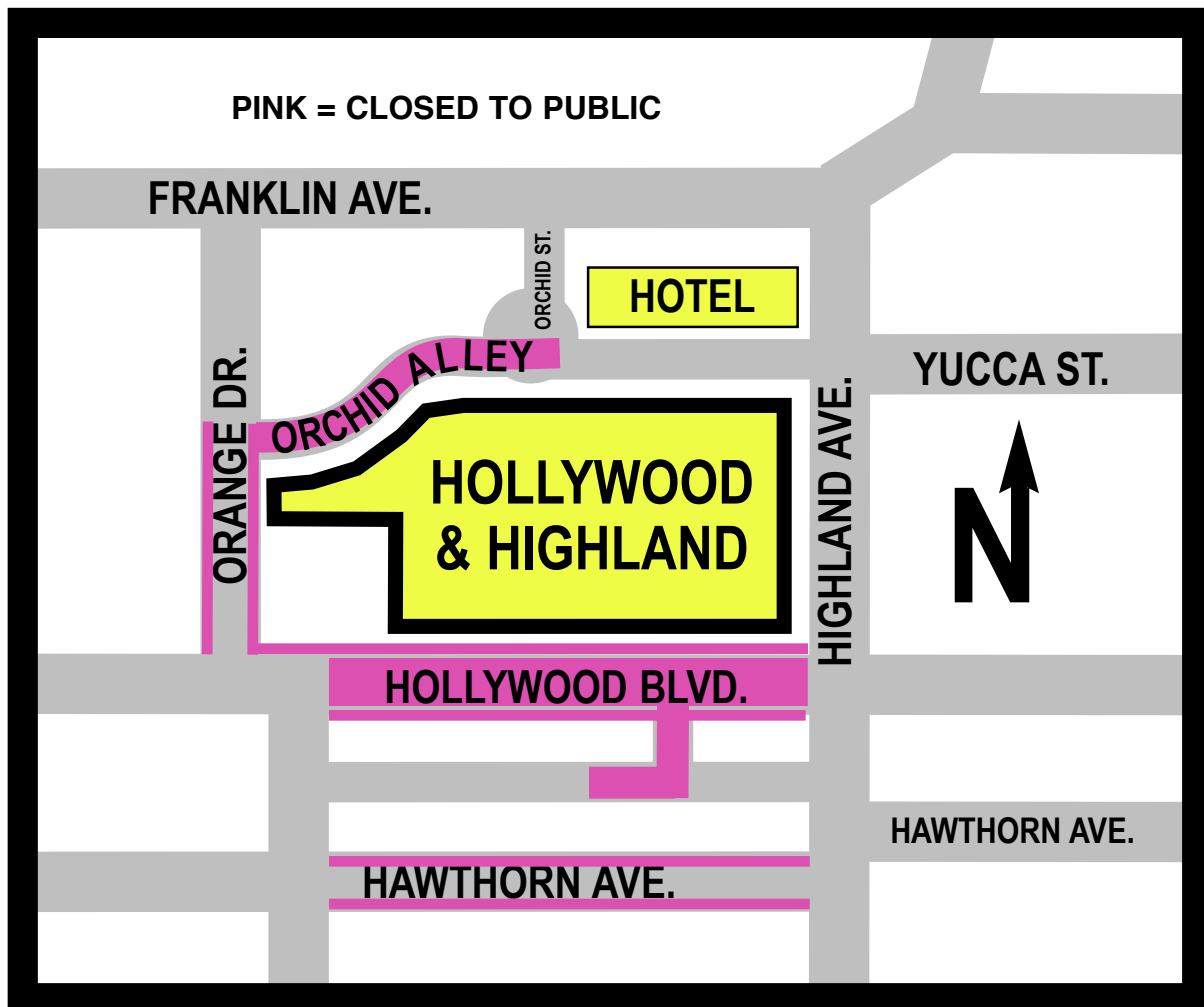 PINK = CLOSED TO PUBLIC
FRANKLIN AVE.
ORCHID ST.
HOTEL
ORCHID ALLEY
YUCCA ST.
ORANGE DR.
HOLLYWOOD
& HIGHLAND
HIGHLAND AVE.
N
HOLLYWOOD BLVD.
HAWTHORN AVE.
HAWTHORN AVE.